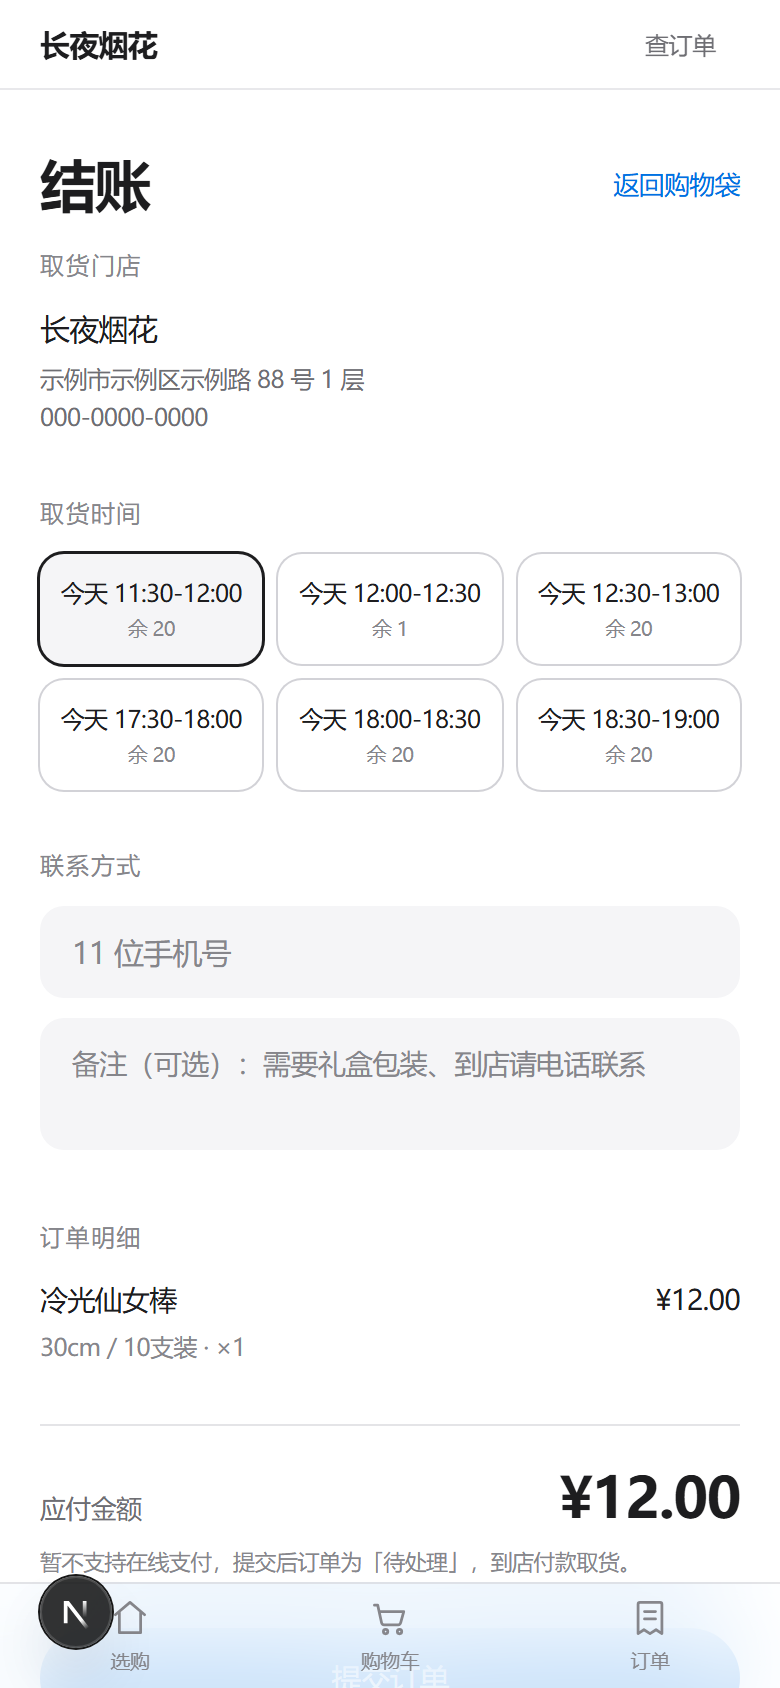 长夜烟花
查订单
结账
返回购物袋
取货门店
长夜烟花
示例市示例区示例路 88 号 1 层
000-0000-0000
取货时间
今天 11:30-12:00
余 20
今天 12:00-12:30
余 1
今天 12:30-13:00
余 20
今天 17:30-18:00
余 20
今天 18:00-18:30
余 20
今天 18:30-19:00
余 20
联系方式
11 位手机号
备注（可选）：需要礼盒包装、到店请电话联系
订单明细
冷光仙女棒
¥12.00
30cm / 10支装 · ×1
应付金额
¥12.00
暂不支持在线支付，提交后订单为「待处理」，到店付款取货。
N
选购
购物车
订单
提交订单